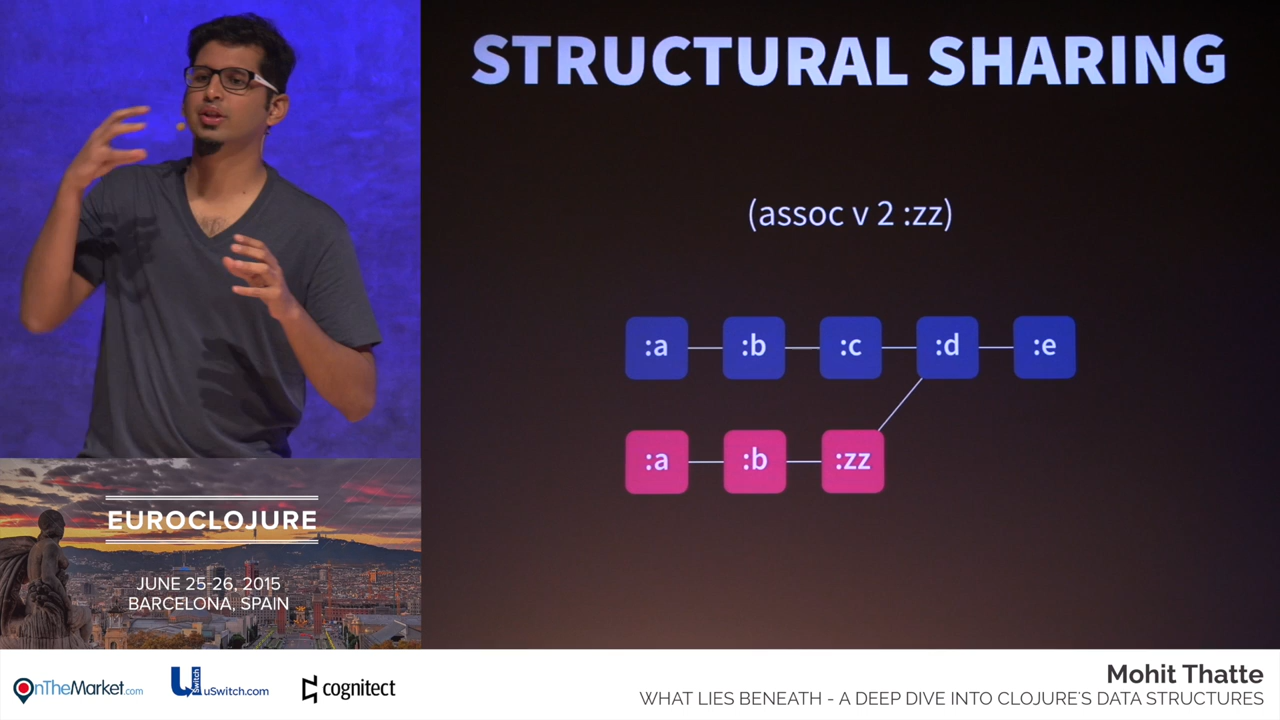 STRUCTURAL SHARING
(assoc v 2 :zz)
:a :b :c :d :e
:a :b :zz
EUROCLOJURE
JUNE 25-26, 2015
BARCELONA, SPAIN
OnTheMarket.com
USwitch
uSwitch.com
cognitect
Mohit Thatte
WHAT LIES BENEATH - A DEEP DIVE INTO CLOJURE'S DATA STRUCTURES